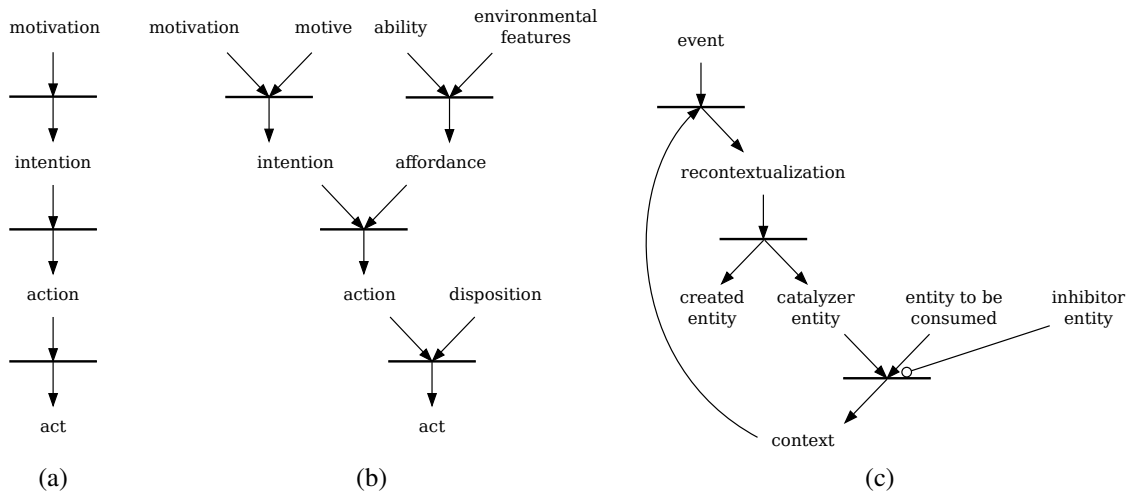 motivation
intention
action
act
(a)
motivation
motive
ability
environmental
features
intention
affordance
action
disposition
act
(b)
event
recontextualization
created
entity
catalyzer
entity
entity to be
consumed
inhibitor
entity
context
(c)